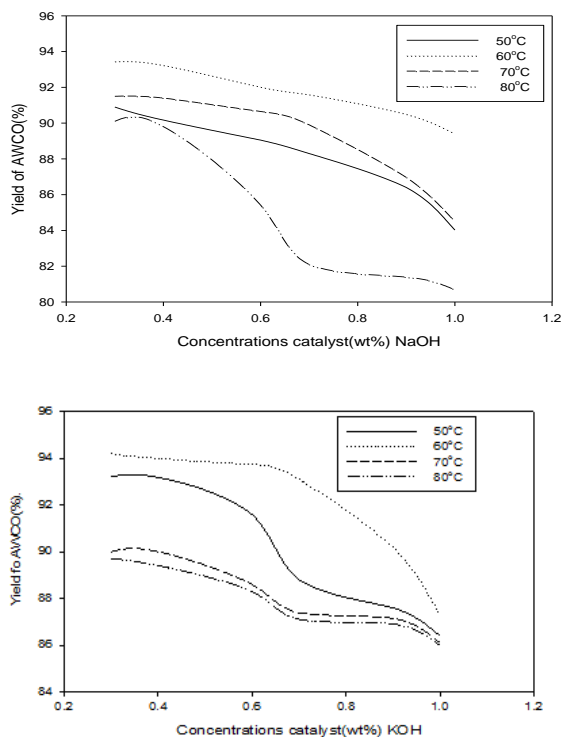 96
94
92
90
88
86
84
82
80
Yield of AWCO(%)
50°C
60°C
70°C
80°C
0.2 0.4 0.6 0.8 1.0 1.2
Concentrations catalyst(wt%) NaOH
96
94
92
90
88
86
84
Yield fo AWCO(%).
50°C
60°C
70°C
80°C
0.2 0.4 0.6 0.8 1.0 1.2
Concentrations catalyst(wt%) KOH